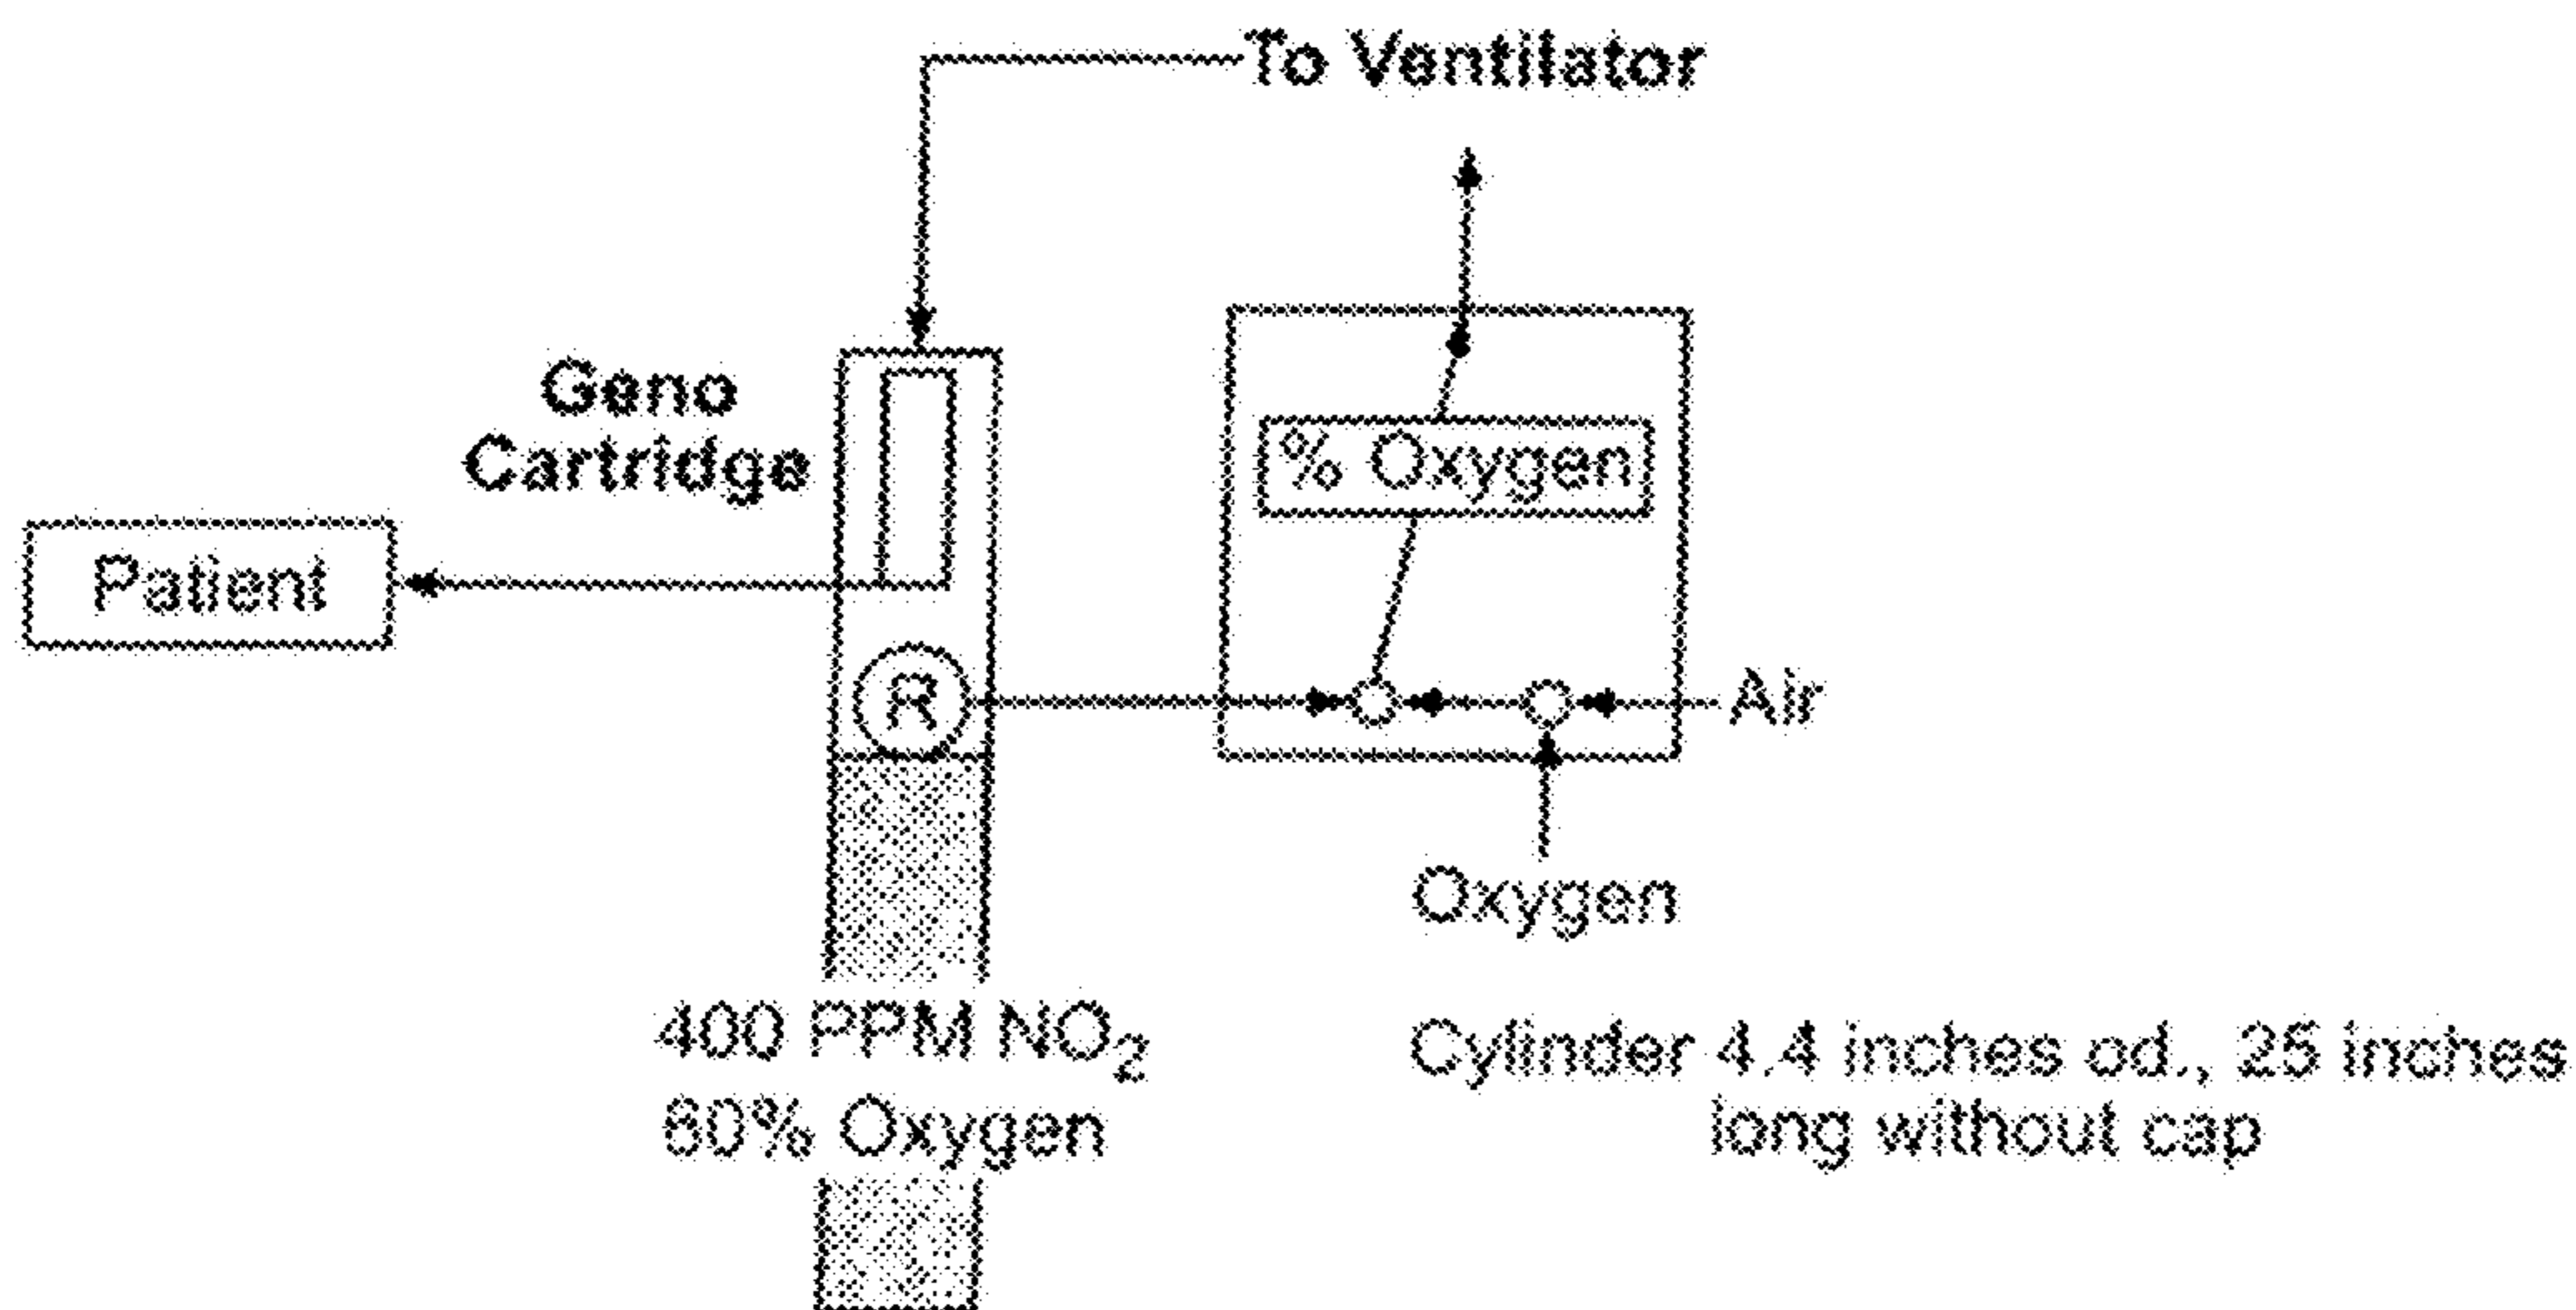 To Ventilator
Geno
Cartridge
% Oxygen
Patient
R
Air
Oxygen
400 PPM NO₂
60% Oxygen
Cylinder 4.4 inches od., 25 inches
long without cap